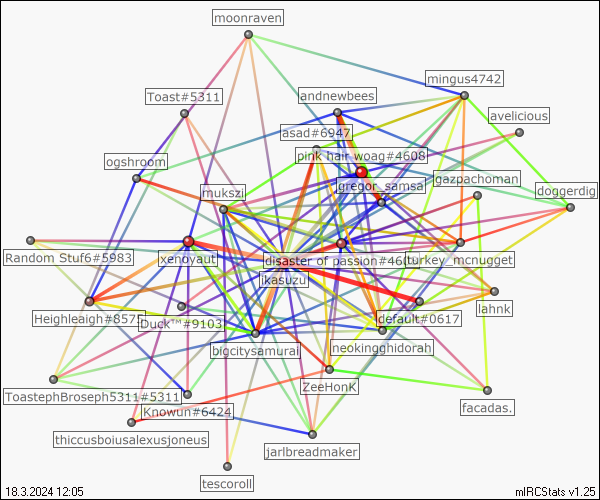 moonraven
mingus4742
Toast#5311
andnewbees
avelicious
asad#6947
pink hair woag#4608
ogshroom
gregor_samsa
gazpachoman
mukszi
doggerdig
Random Stuf6#5983
xenoyaut
disaster of passion#46
turkey_mcnugget
ikasuzu
lahnk
Heighleaigh#857
Duck™#9103
default#0617
bigcitysamurai
neokingghidorah
ZeeHonK
ToastephBroseph5311#5311
Knowun#6424
facadas.
thiccusboiusalexusjoneus
jarlbreadmaker
tescoroll
18.3.2024 12:05
mIRCStats v1.25